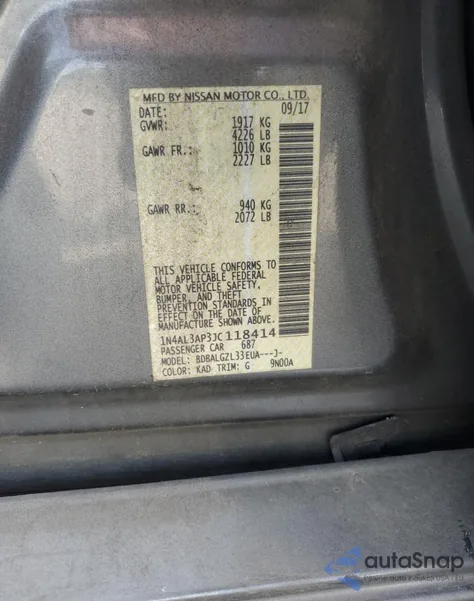 MFD BY NISSAN MOTOR CO., LTD.
DATE: 09/17
GVWR: 1917 KG
4226 LB
GAWR FR.: 1010 KG
2227 LB
GAWR RR.: 940 KG
2072 LB
THIS VEHICLE CONFORMS TO
ALL APPLICABLE FEDERAL
MOTOR VEHICLE SAFETY,
BUMPER, AND THEFT
PREVENTION STANDARDS IN
EFFECT ON THE DATE OF
MANUFACTURE SHOWN ABOVE.
1N4AL3AP3JC118414
PASSENGER CAR 687
MODEL: BDBALGZL33EUA---J-
COLOR: KAD TRIM: G 9N00A
autaSnap